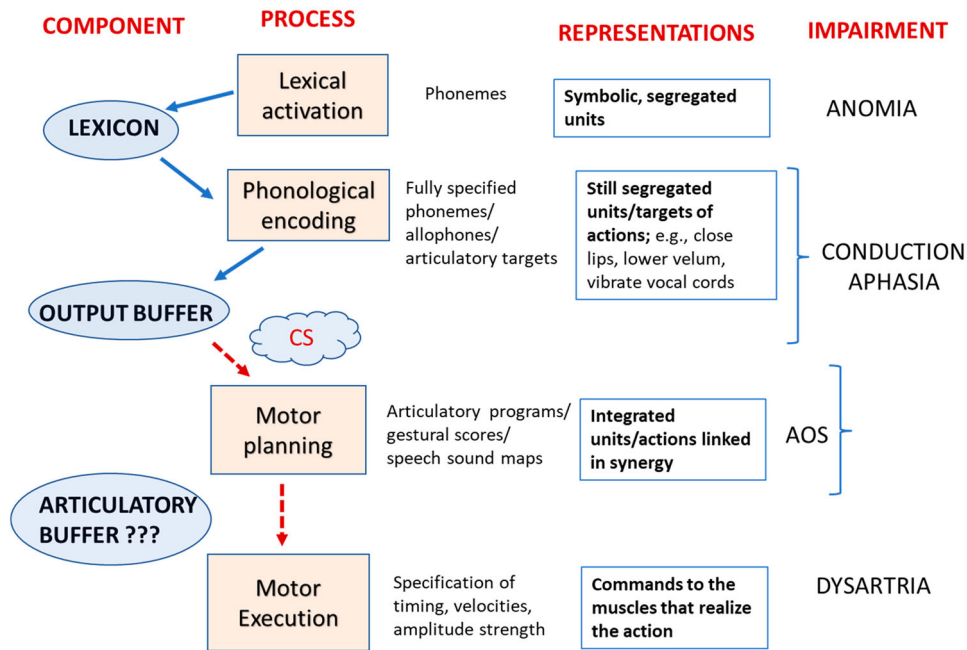 COMPONENT
PROCESS
REPRESENTATIONS
IMPAIRMENT
Lexical
activation
Phonemes
Symbolic, segregated
units
ANOMIA
LEXICON
Phonological
encoding
Fully specified
phonemes/
allophones/
articulatory targets
Still segregated
units/targets of
actions; e.g., close
lips, lower velum,
vibrate vocal cords
CONDUCTION
APHASIA
OUTPUT BUFFER
CS
Motor
planning
Articulatory programs/
gestural scores/
speech sound maps
Integrated
units/actions linked
in synergy
AOS
ARTICULATORY
BUFFER ???
Motor
Execution
Specification of
timing, velocities,
amplitude strength
Commands to the
muscles that realize
the action
DYSARTRIA